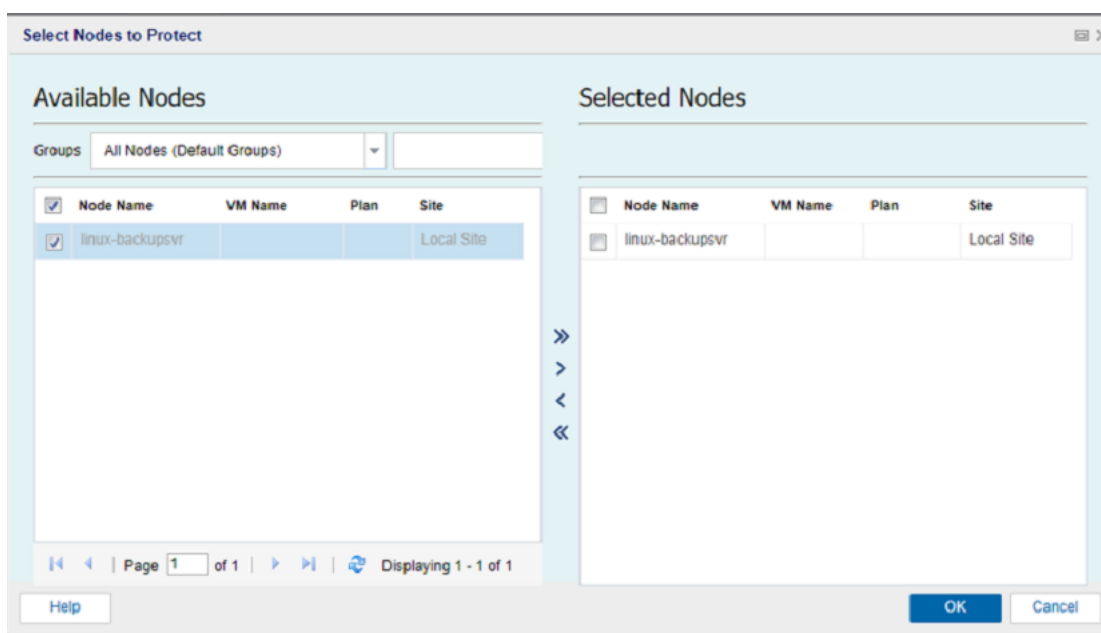 Select Nodes to Protect
Available Nodes
Groups All Nodes (Default Groups)
Node Name VM Name Plan Site
linux-backupsvr Local Site
Page 1 of 1 Displaying 1 - 1 of 1
Selected Nodes
Node Name VM Name Plan Site
linux-backupsvr Local Site
Help OK Cancel